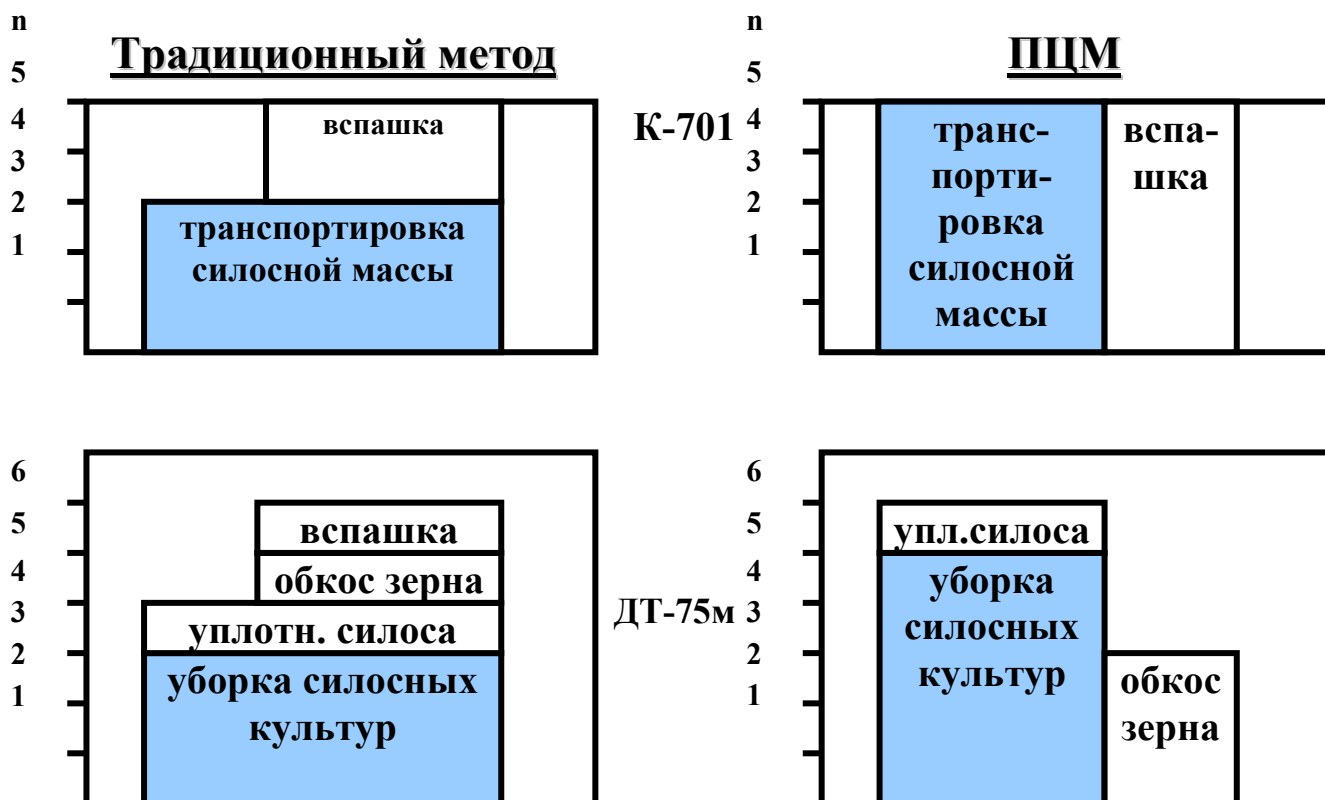 n
Традиционный метод
5
4
3
2
1
вспашка
транспортировка
силосной массы
К-701
n
ПЦМ
5
4
3
2
1
транс-
порти-
ровка
силосной
массы
вспа-
шка
6
5
4
3
2
1
вспашка
обкос зерна
уплотн. силоса
уборка силосных
культур
ДТ-75м
6
5
4
3
2
1
упл.силоса
уборка
силосных
культур
обкос
зерна